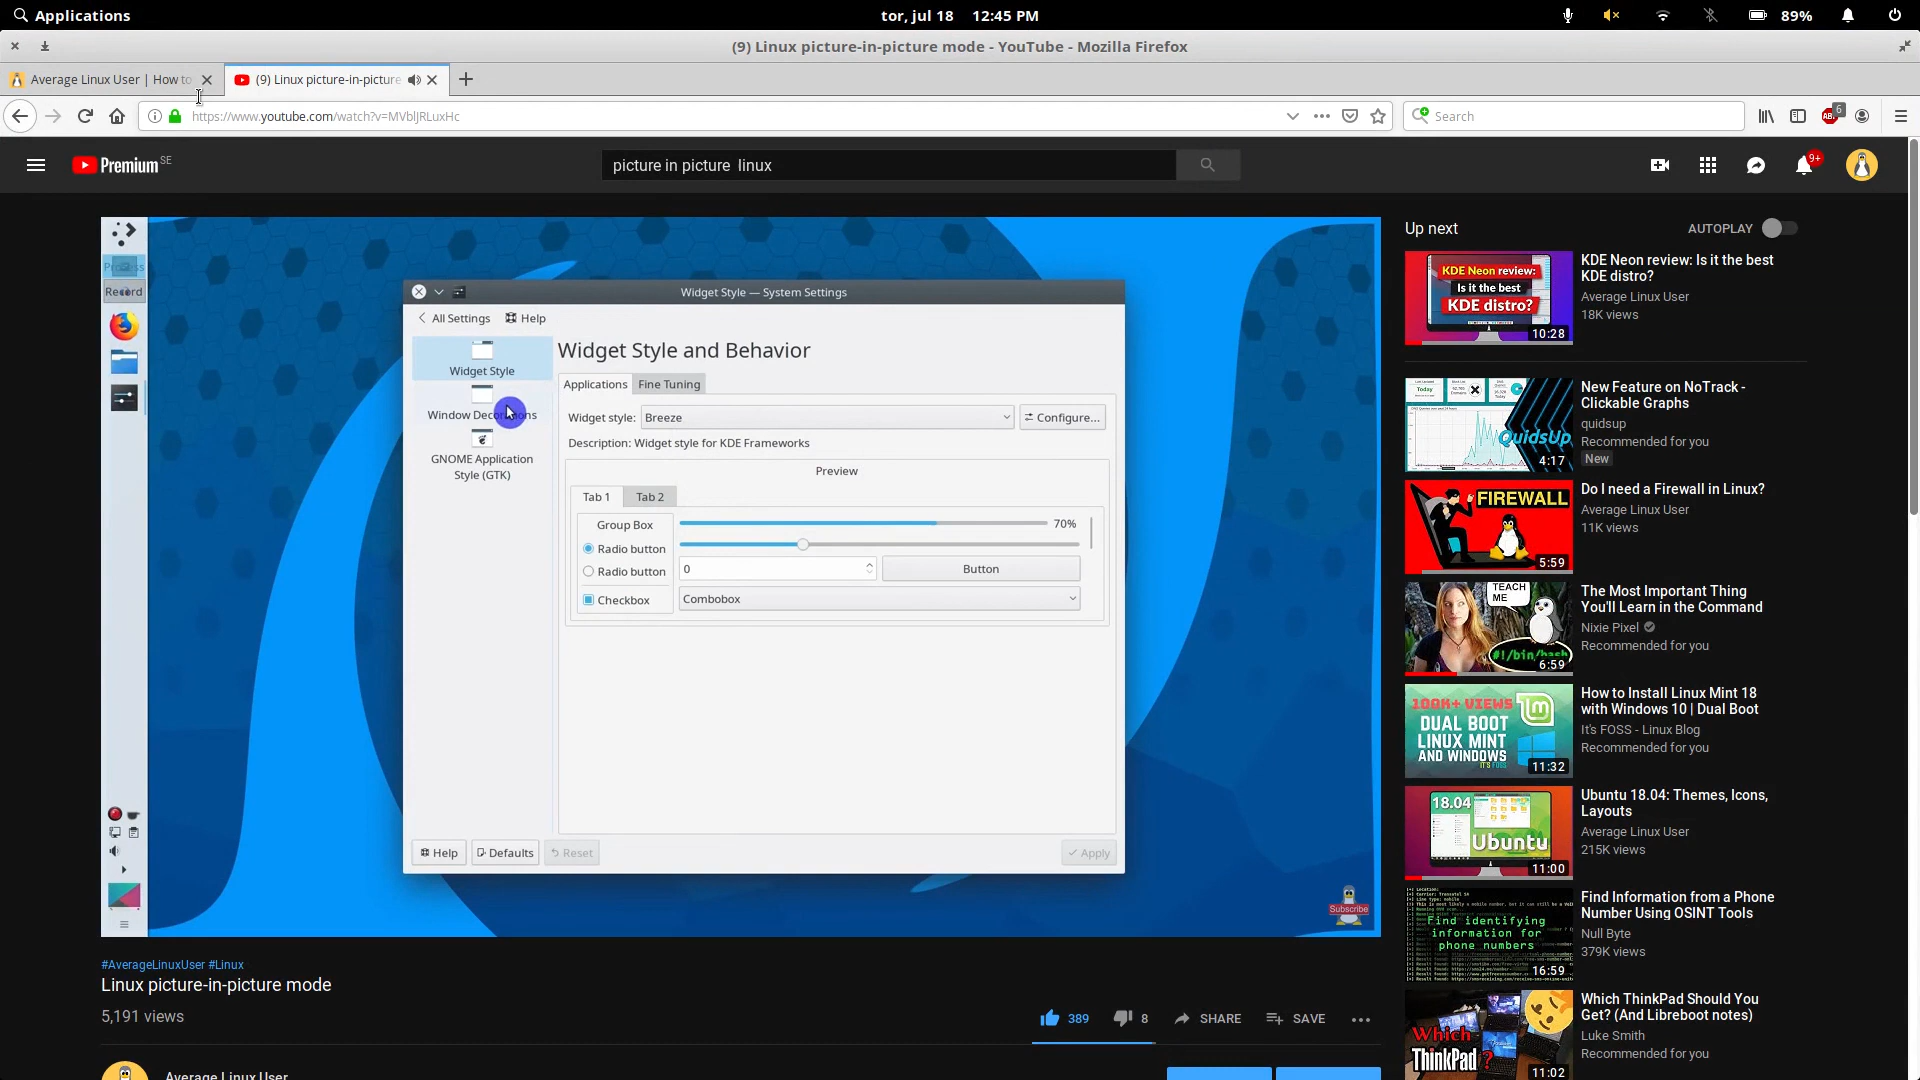 Applications
tor, jul 18 12:45 PM
89%
(9) Linux picture-in-picture mode - YouTube - Mozilla Firefox
Average Linux User | How to
(9) Linux picture-in-picture
https://www.youtube.com/watch?v=MVbljRLuxHc
Search
ABP
6
Premium SE
picture in picture linux
9+
Process
Record
Widget Style — System Settings
All Settings
Help
Widget Style
Window Decorations
GNOME Application
Style (GTK)
Widget Style and Behavior
Applications
Fine Tuning
Widget style:
Breeze
Configure...
Description: Widget style for KDE Frameworks
Preview
Tab 1
Tab 2
Group Box
70%
Radio button
Radio button
0
Button
Checkbox
Combobox
Help
Defaults
Reset
Apply
Subscribe
#AverageLinuxUser #Linux
Linux picture-in-picture mode
5,191 views
389
8
SHARE
SAVE
Average Linux User
Up next
AUTOPLAY
KDE Neon review:
Is it the best
KDE distro?
10:28
KDE Neon review: Is it the best
KDE distro?
Average Linux User
18K views
Today
QuidsUp
4:17
New Feature on NoTrack -
Clickable Graphs
quidsup
Recommended for you
New
FIREWALL
5:59
Do I need a Firewall in Linux?
Average Linux User
11K views
TEACH
ME
#!/bin/bash
6:59
The Most Important Thing
You'll Learn in the Command
Nixie Pixel
Recommended for you
100K+ VIEWS
DUAL BOOT
LINUX MINT
AND WINDOWS
IT'S FOSS
11:32
How to Install Linux Mint 18
with Windows 10 | Dual Boot
It's FOSS - Linux Blog
Recommended for you
18.04
Ubuntu
11:00
Ubuntu 18.04: Themes, Icons,
Layouts
Average Linux User
215K views
Find identifying
information for
phone numbers
16:59
Find Information from a Phone
Number Using OSINT Tools
Null Byte
379K views
Which
ThinkPad?
11:02
Which ThinkPad Should You
Get? (And Libreboot notes)
Luke Smith
Recommended for you